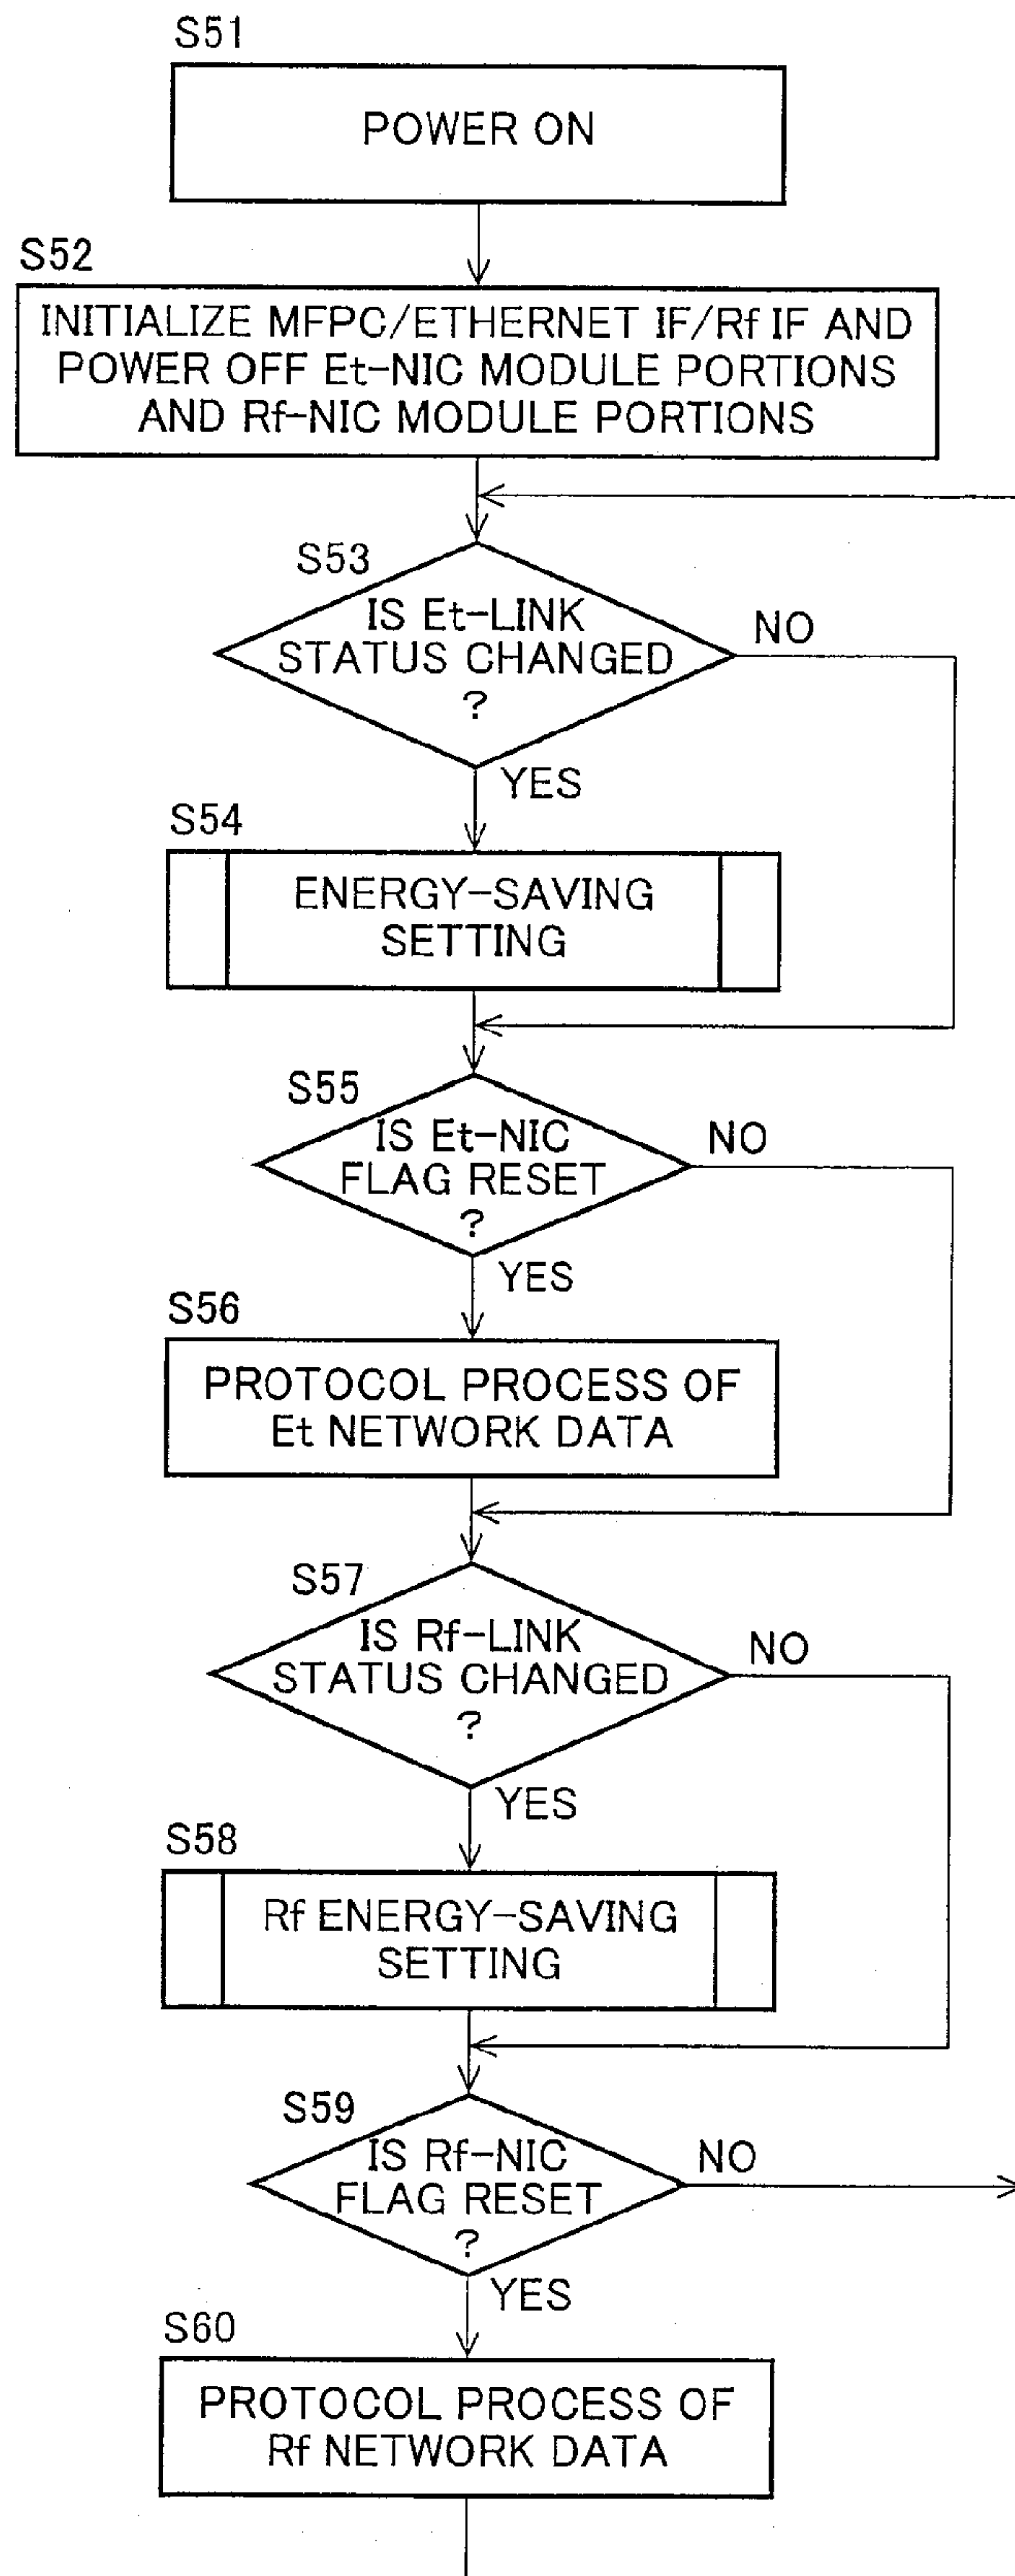 S51
POWER ON
S52
INITIALIZE MFPC/ETHERNET IF/Rf IF AND
POWER OFF Et-NIC MODULE PORTIONS
AND Rf-NIC MODULE PORTIONS
S53
IS Et-LINK
STATUS CHANGED
?
NO
YES
S54
ENERGY-SAVING
SETTING
S55
IS Et-NIC
FLAG RESET
?
NO
YES
S56
PROTOCOL PROCESS OF
Et NETWORK DATA
S57
IS Rf-LINK
STATUS CHANGED
?
NO
YES
S58
Rf ENERGY-SAVING
SETTING
S59
IS Rf-NIC
FLAG RESET
?
NO
YES
S60
PROTOCOL PROCESS OF
Rf NETWORK DATA